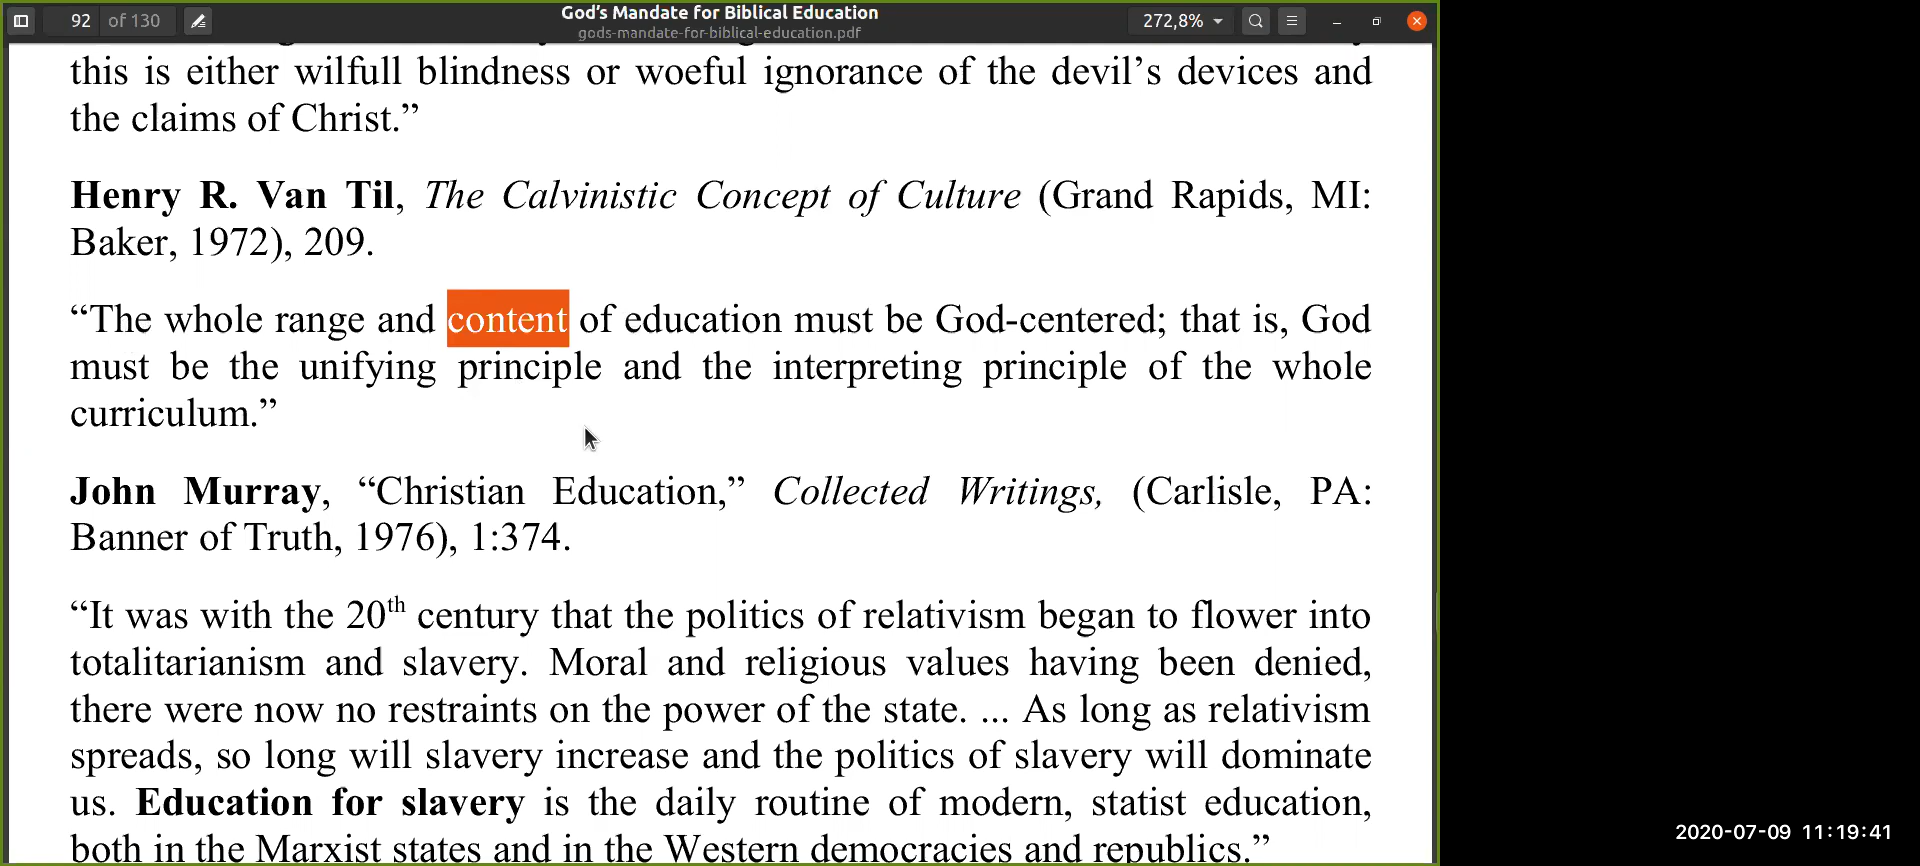 92 of 130
God's Mandate for Biblical Education
gods-mandate-for-biblical-education.pdf
272,8%
this is either wilfull blindness or woeful ignorance of the devil’s devices and
the claims of Christ.”
Henry R. Van Til, The Calvinistic Concept of Culture (Grand Rapids, MI:
Baker, 1972), 209.
“The whole range and content of education must be God-centered; that is, God
must be the unifying principle and the interpreting principle of the whole
curriculum.”
John Murray, “Christian Education,” Collected Writings, (Carlisle, PA:
Banner of Truth, 1976), 1:374.
“It was with the 20th century that the politics of relativism began to flower into
totalitarianism and slavery. Moral and religious values having been denied,
there were now no restraints on the power of the state. ... As long as relativism
spreads, so long will slavery increase and the politics of slavery will dominate
us. Education for slavery is the daily routine of modern, statist education,
both in the Marxist states and in the Western democracies and republics.”
2020-07-09 11:19:41